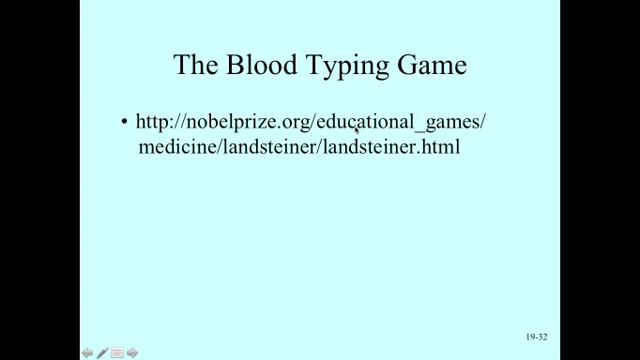 The Blood Typing Game
• http://nobelprize.org/educational_games/
medicine/landsteiner/landsteiner.html
19-32